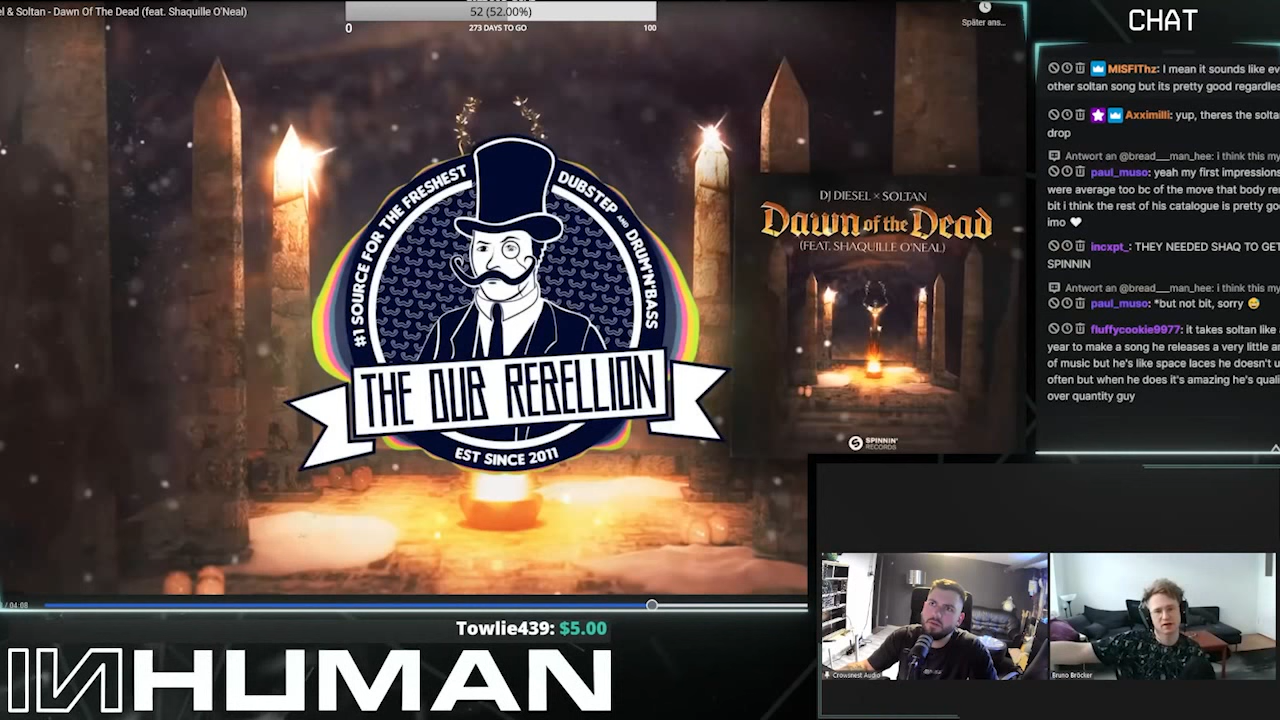 el & Soltan - Dawn Of The Dead (feat. Shaquille O'Neal)
52 (52.00%)
0
273 DAYS TO GO
100
Später ans...
CHAT
MISFIThz: I mean it sounds like ev
other soltan song but its pretty good regardles
Axximilli: yup, theres the solta
drop
Antwort an @bread__man_hee: i think this my
paul_muso: yeah my first impressions
were average too bc of the move that body re
bit i think the rest of his catalogue is pretty go
imo 🤍
incxpt_: THEY NEEDED SHAQ TO GET
SPINNIN
Antwort an @bread__man_hee: i think this my
paul_muso: *but not bit, sorry 😅
fluffycookie9977: it takes soltan like
year to make a song he releases a very little a
of music but he's like space laces he doesn't u
often but when he does it's amazing he's quali
over quantity guy
#1 SOURCE FOR THE FRESHEST
DUBSTEP AND DRUM'N'BASS
THE DUB REBELLION
EST SINCE 2011
DJ DIESEL × SOLTAN
Dawn of the Dead
(FEAT. SHAQUILLE O'NEAL)
SPINNIN'
RECORDS
/ 04:08
Towlie439: $5.00
INHUMAN
Crowsnest Audio
Bruno Bröcker